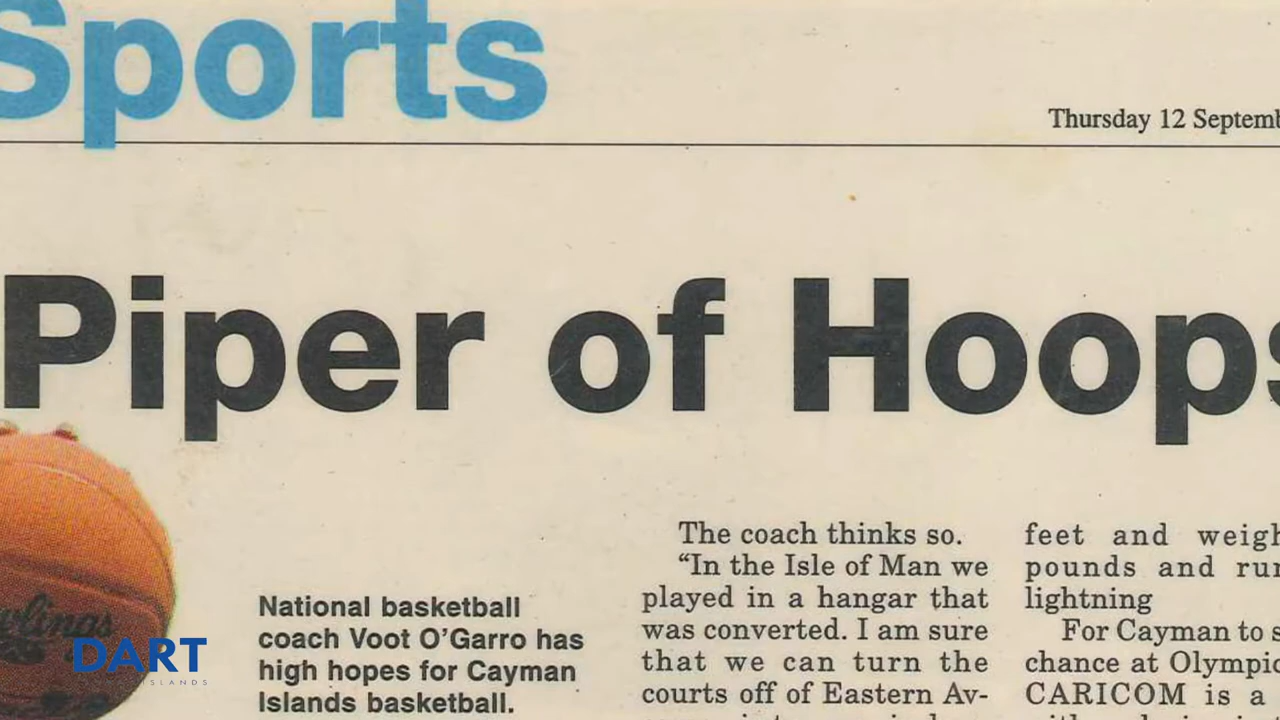 Sports
Thursday 12 Septemb
Piper of Hoops
National basketball
coach Voot O'Garro has
high hopes for Cayman
Islands basketball.
The coach thinks so.
“In the Isle of Man we
played in a hangar that
was converted. I am sure
that we can turn the
courts off of Eastern Av-
feet and weigh
pounds and run
lightning
For Cayman to s
chance at Olympic
CARICOM is a
wlings
DART
ISLANDS